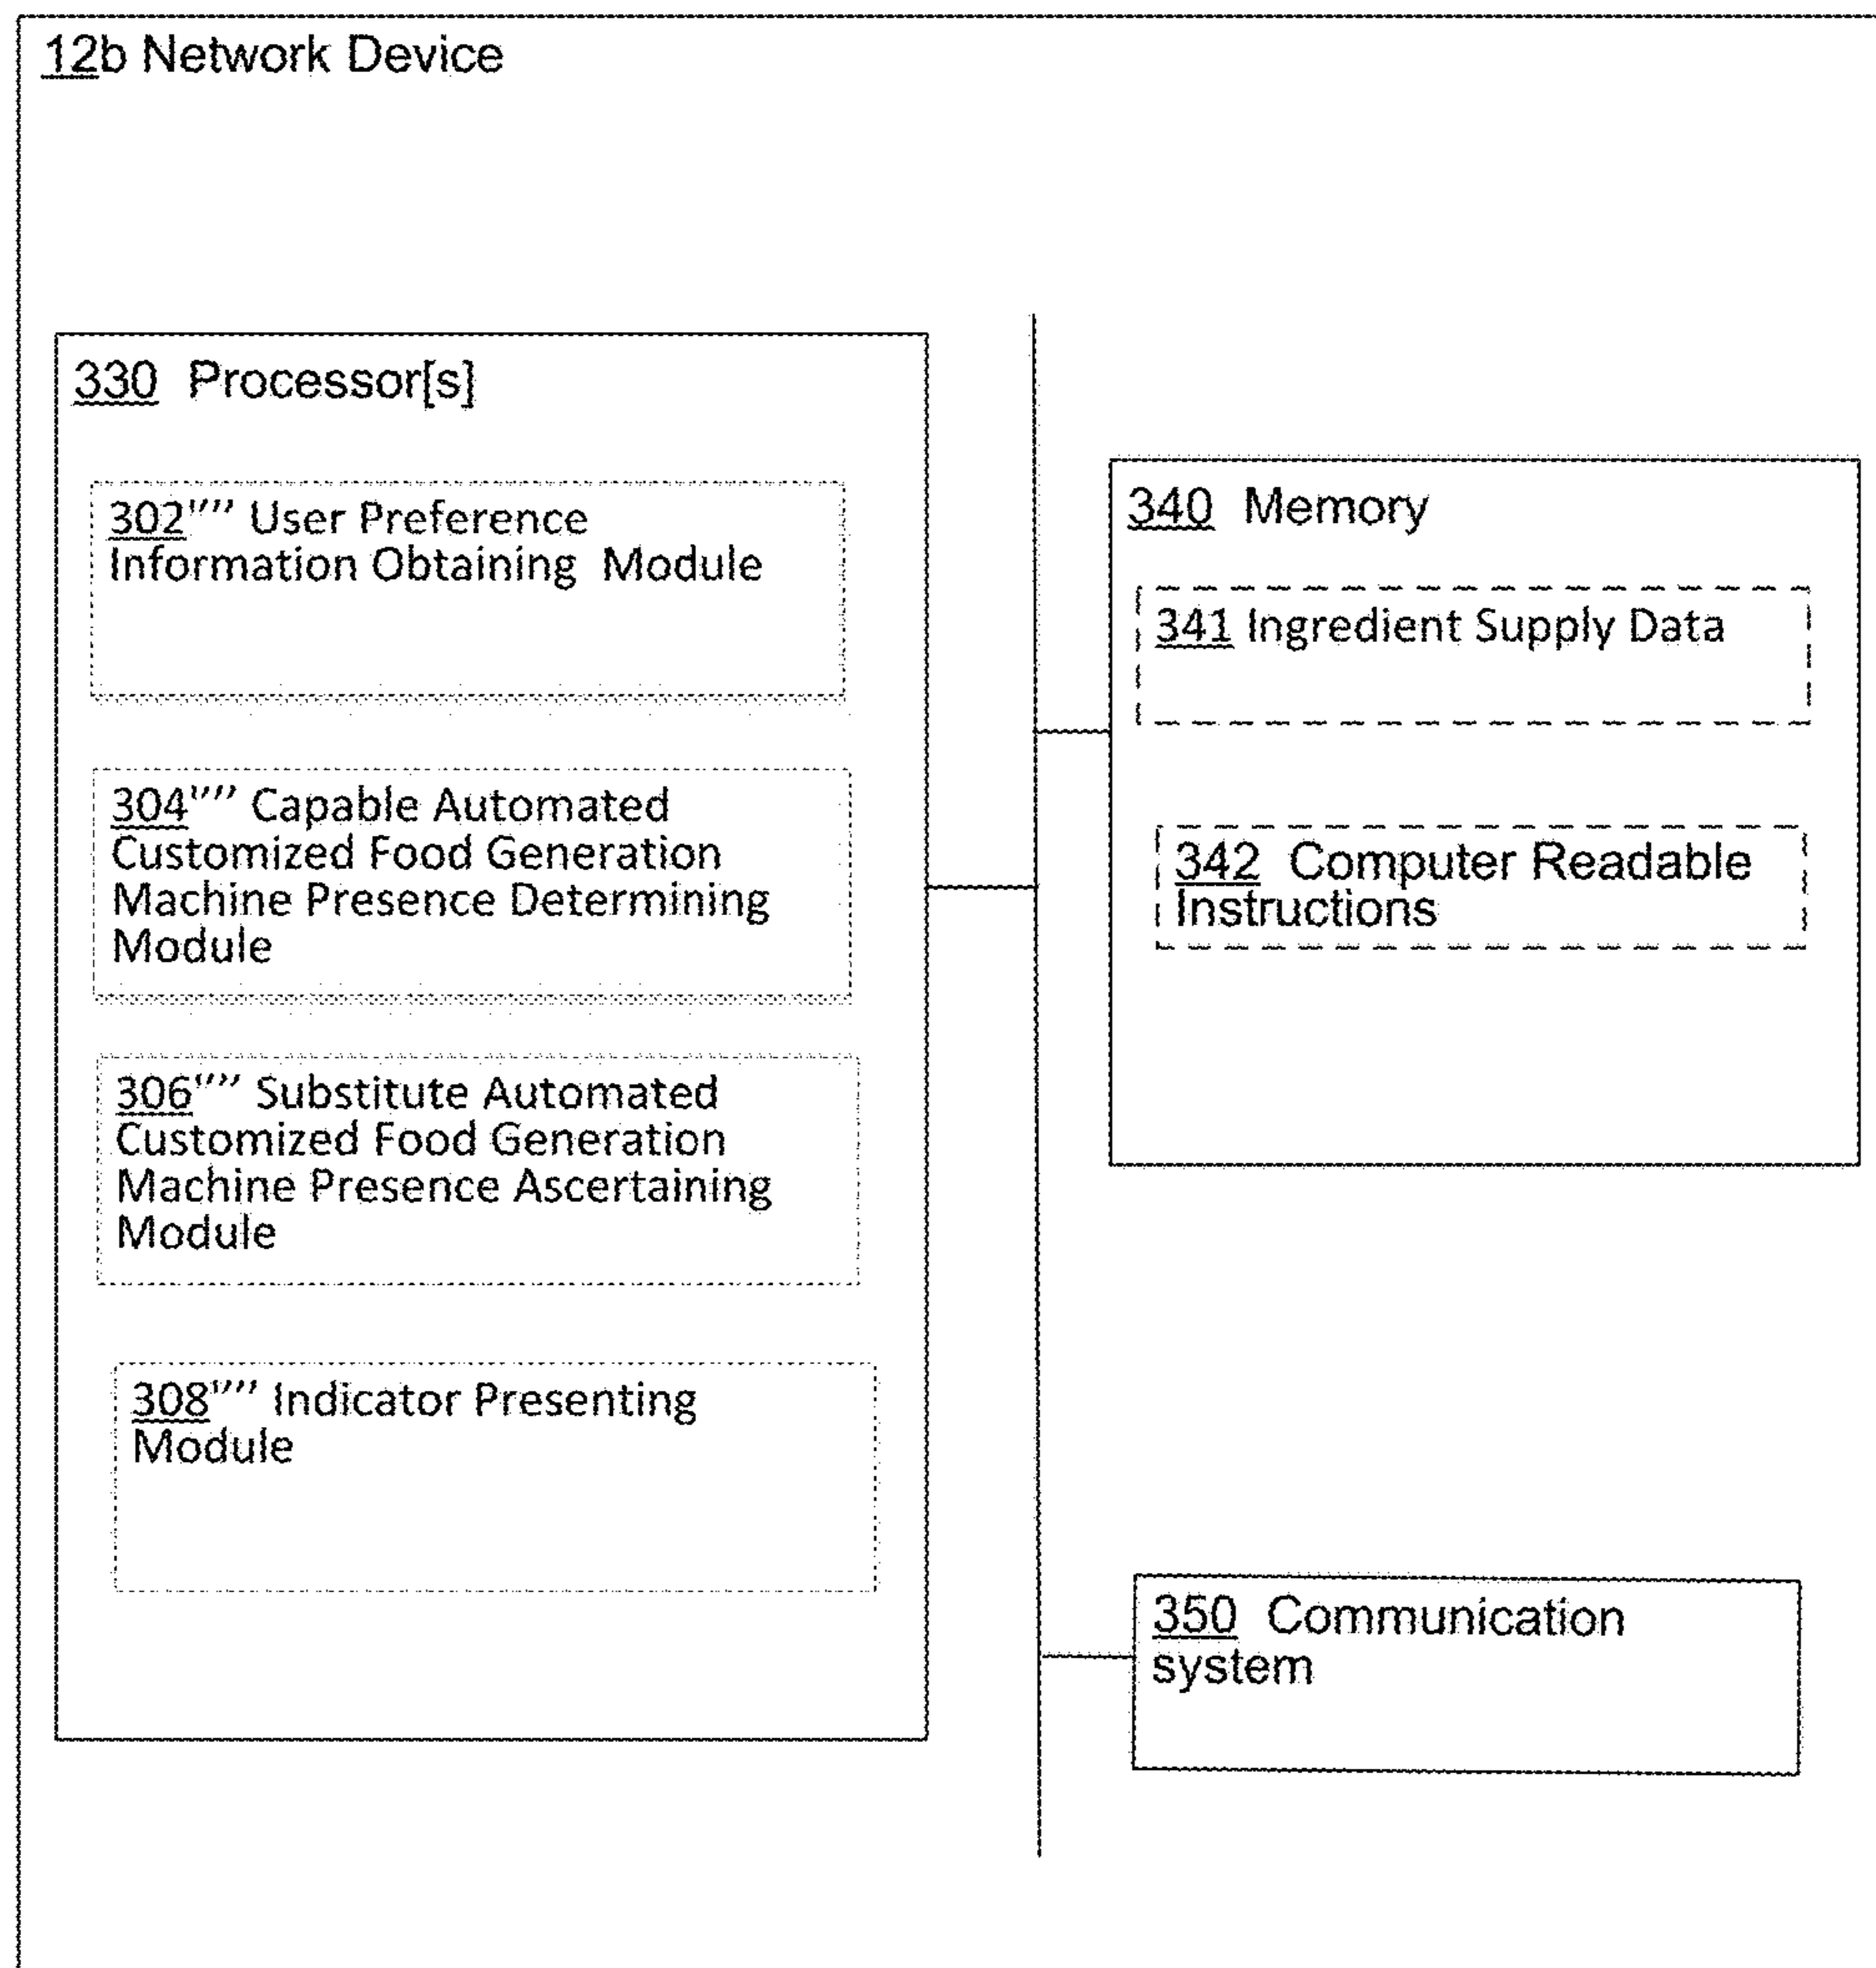 12b Network Device
330 Processor[s]
302'''' User Preference
Information Obtaining Module
304'''' Capable Automated
Customized Food Generation
Machine Presence Determining
Module
306'''' Substitute Automated
Customized Food Generation
Machine Presence Ascertaining
Module
308'''' Indicator Presenting
Module
340 Memory
341 Ingredient Supply Data
342 Computer Readable
Instructions
350 Communication
system